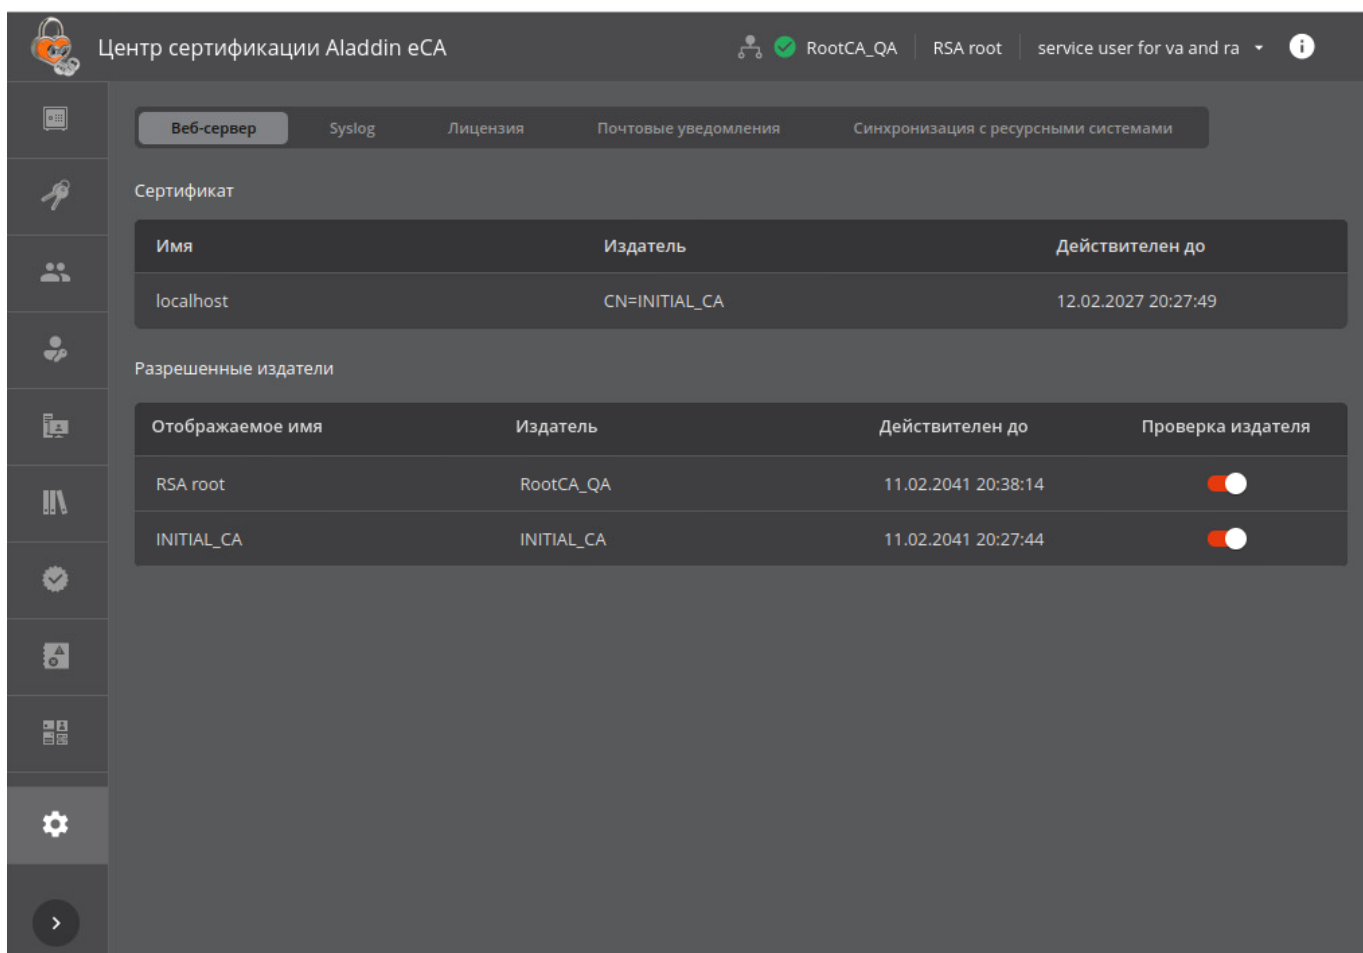 Центр сертификации Aladdin eCA
RootCA_QA
RSA root
service user for va and ra
Веб-сервер
Syslog
Лицензия
Почтовые уведомления
Синхронизация с ресурсными системами
Сертификат
Имя Издатель Действителен до
localhost CN=INITIAL_CA 12.02.2027 20:27:49
Разрешенные издатели
Отображаемое имя Издатель Действителен до Проверка издателя
RSA root RootCA_QA 11.02.2041 20:38:14
INITIAL_CA INITIAL_CA 11.02.2041 20:27:44